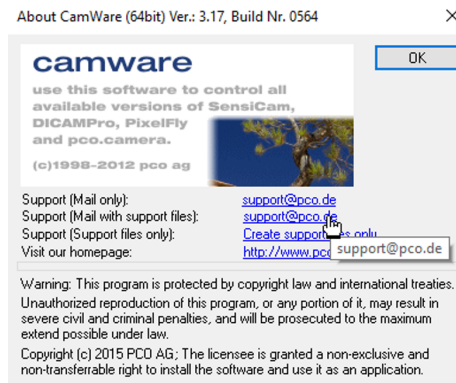 About CamWare (64bit) Ver.: 3.17, Build Nr. 0564
OK
camware
use this software to control all
available versions of SensiCam,
DICAMPro, PixelFly
and pco.camera.
(c)1998-2012 pco ag
Support (Mail only): support@pco.de
Support (Mail with support files): support@pco.de
Support (Support files only): Create support only
Visit our homepage: http://www.pco
support@pco.de
Warning: This program is protected by copyright law and international treaties.
Unauthorized reproduction of this program, or any portion of it, may result in
severe civil and criminal penalties, and will be prosecuted to the maximum
extend possible under law.
Copyright (c) 2015 PCO AG; The licensee is granted a non-exclusive and
non-transferrable right to install the software and use it as an application.